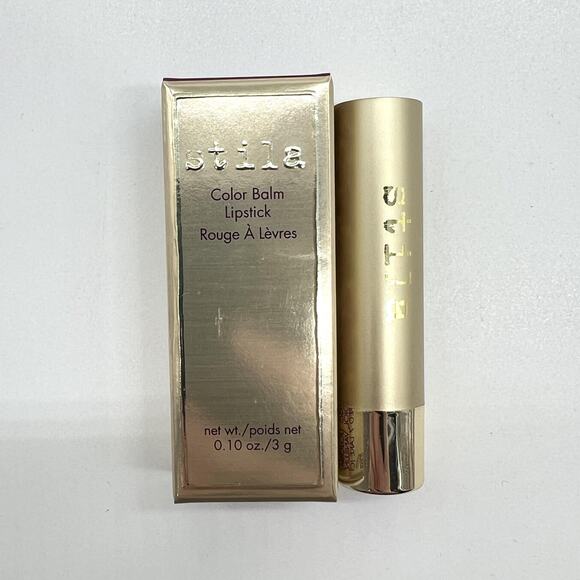 stila
Color Balm
Lipstick
Rouge À Lèvres
net wt./poids net
0.10 oz./3 g
stila